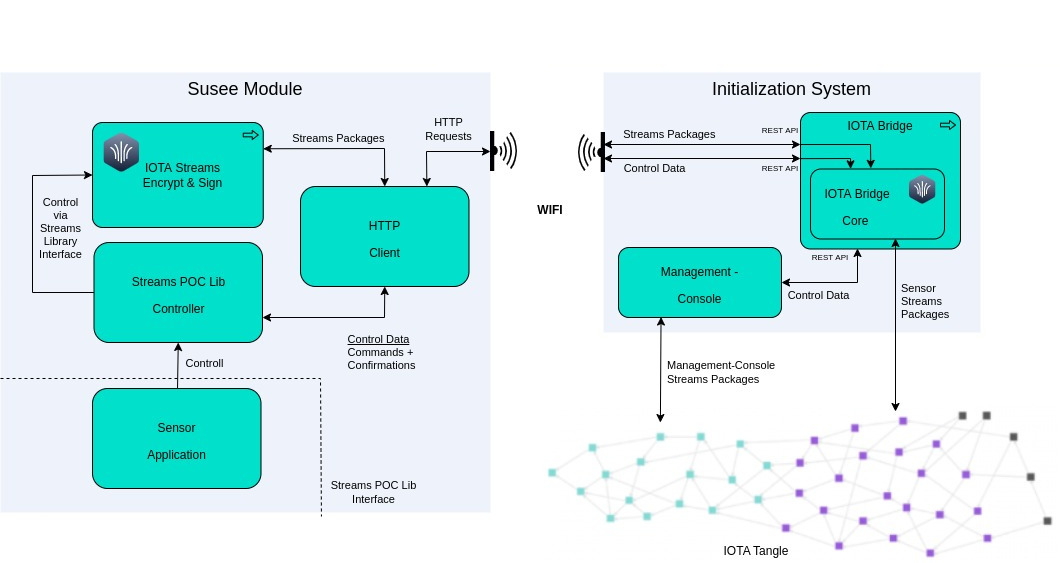 Susee Module
Initialization System
IOTA Streams
Encrypt & Sign
Streams Packages
HTTP
Requests
HTTP
Client
Control
via
Streams
Library
Interface
Streams POC Lib
Controller
Control Data
Commands +
Confirmations
Controll
Sensor
Application
Streams POC Lib
Interface
WIFI
Streams Packages
REST API
Control Data
REST API
IOTA Bridge
IOTA Bridge
Core
REST API
Management -
Console
Control Data
Sensor
Streams
Packages
Management-Console
Streams Packages
IOTA Tangle